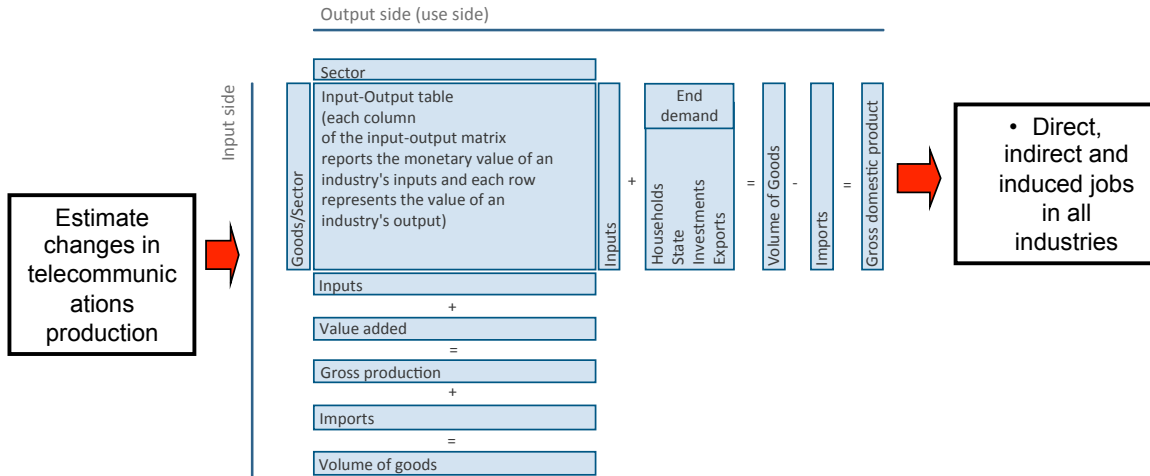 Output side (use side)
Input side
Estimate
changes in
telecommunic
ations
production
Goods/Sector
Sector
Input-Output table
(each column
of the input-output matrix
reports the monetary value of an
industry's inputs and each row
represents the value of an
industry's output)
Inputs
+
End
demand
Households
State
Investments
Exports
=
Volume of Goods
-
Imports
=
Gross domestic product
• Direct,
indirect and
induced jobs
in all
industries
Inputs
+
Value added
=
Gross production
+
Imports
=
Volume of goods